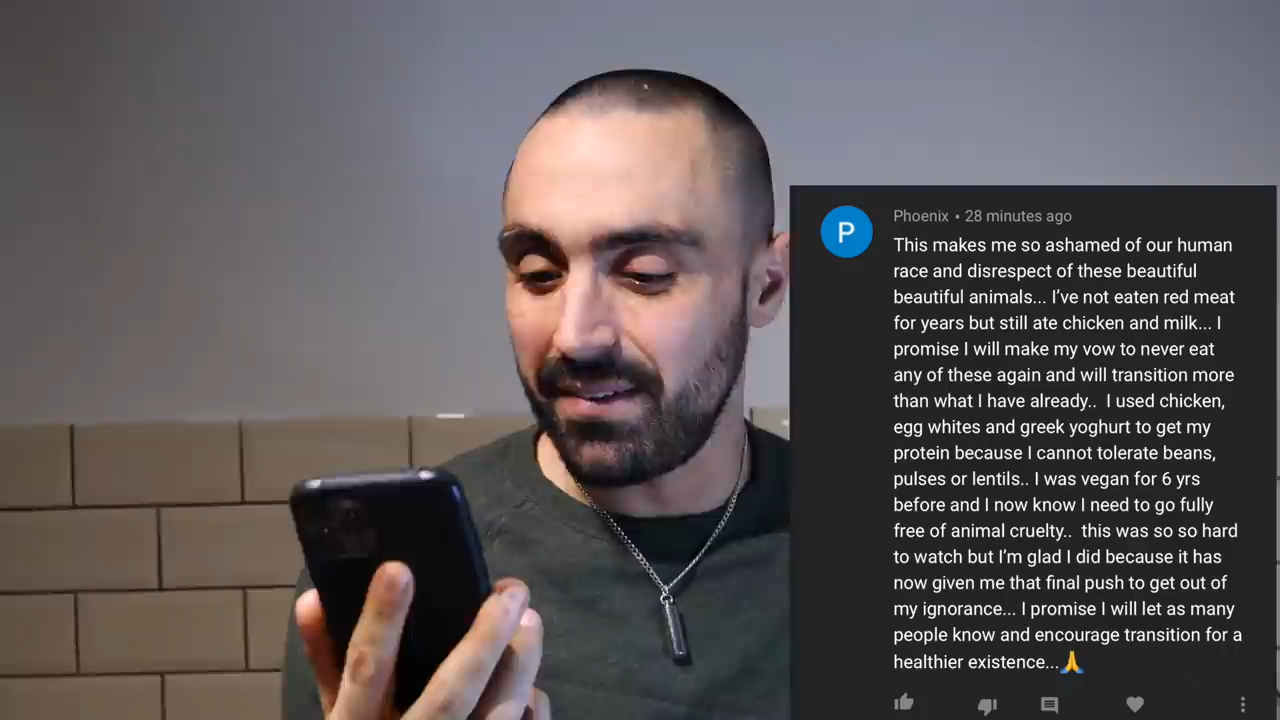 P
Phoenix • 28 minutes ago
This makes me so ashamed of our human
race and disrespect of these beautiful
beautiful animals... I’ve not eaten red meat
for years but still ate chicken and milk... I
promise I will make my vow to never eat
any of these again and will transition more
than what I have already..  I used chicken,
egg whites and greek yoghurt to get my
protein because I cannot tolerate beans,
pulses or lentils.. I was vegan for 6 yrs
before and I now know I need to go fully
free of animal cruelty..  this was so so hard
to watch but I’m glad I did because it has
now given me that final push to get out of
my ignorance... I promise I will let as many
people know and encourage transition for a
healthier existence...🙏